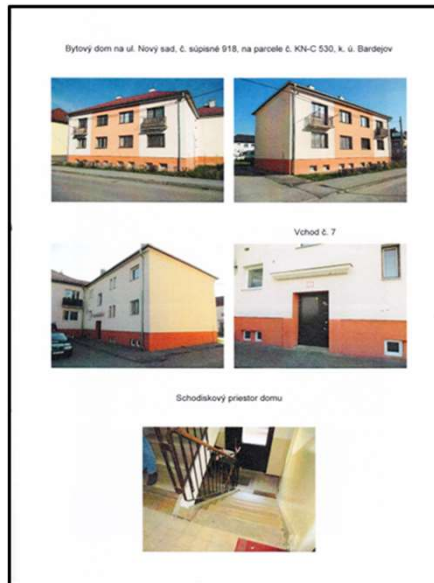 Bytový dom na ul. Nový sad, č. súpisné 918, na parcele č. KN-C 530, k. ú. Bardejov
Vchod č. 7
Schodiskový priestor domu